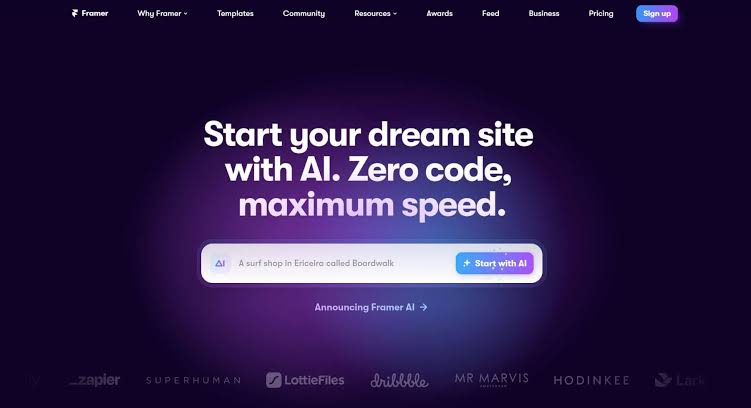 Framer Why Framer Templates Community Resources Awards Feed Business Pricing Sign up
Start your dream site
with AI. Zero code,
maximum speed.
AI A surf shop in Ericeira called Boardwalk Start with AI
Announcing Framer AI →
_zapier SUPERHUMAN LottieFiles dribbble MR MARVIS HODINKEE Lark
AMSTERDAM